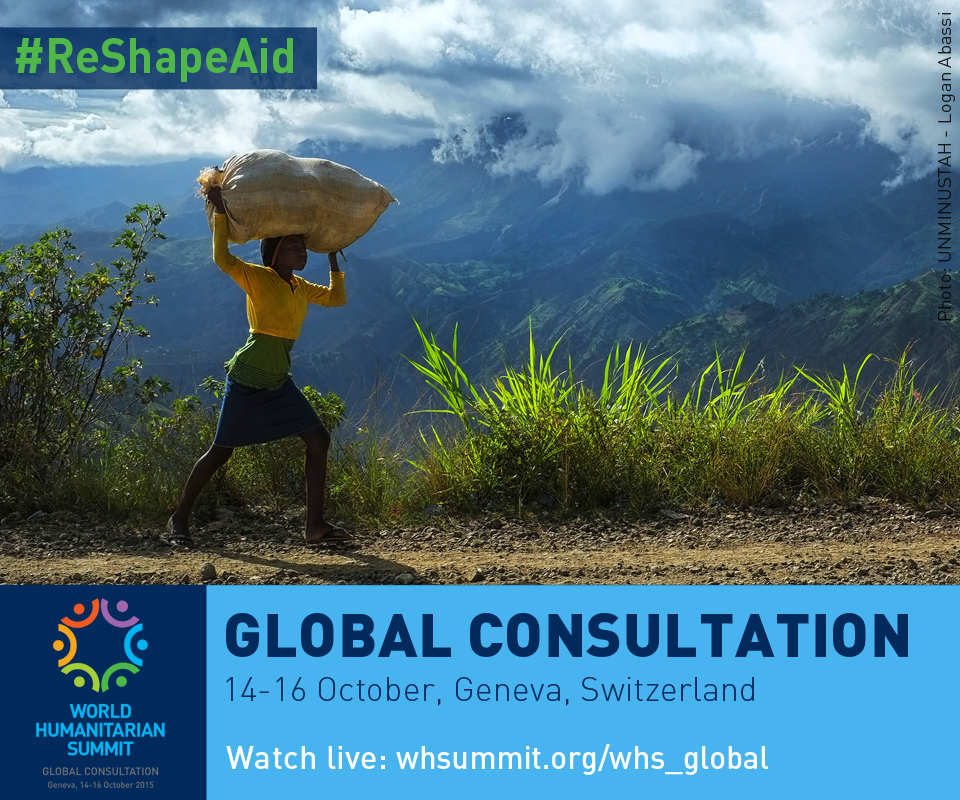 #ReShapeAid
Photo: UNMINUSTAH - Logan Abassi
GLOBAL CONSULTATION
14-16 October, Geneva, Switzerland
Watch live: whsummit.org/whs_global
WORLD
HUMANITARIAN
SUMMIT
GLOBAL CONSULTATION
Geneva, 14-16 October 2015